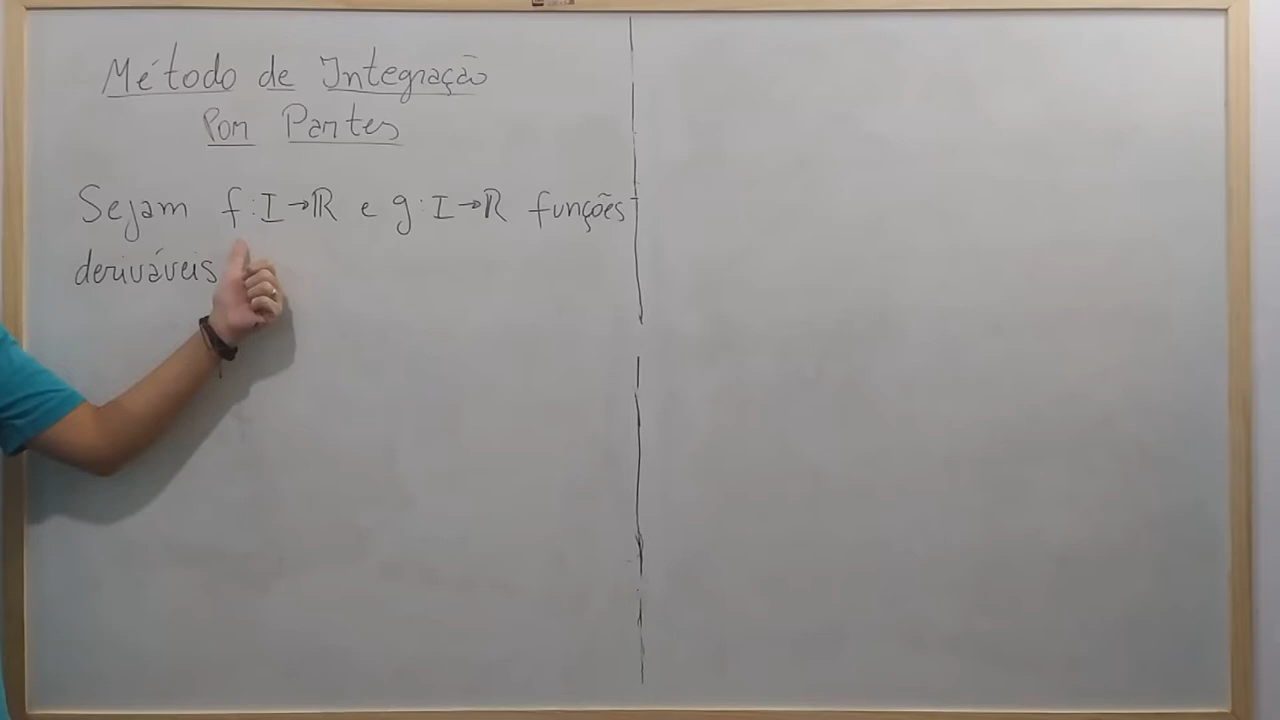 Método de Integração
Por Partes
Sejam f:I→ℝ e g:I→ℝ funções
deriváveis